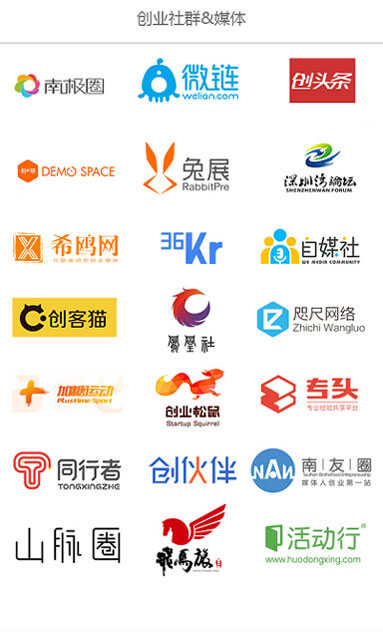 创业社群&媒体
南极圈
微链
welian.com
创头条
DEMO SPACE
兔展
RabbitPre
深圳湾论坛
SHENZHENWAN FORUM
希鸥网
36Kr
自媒社
WE MEDIA COMMUNITY
创客猫
凤凰社
咫尺网络
Zhichi Wangluo
加极运动
Plustime Sport
创业松鼠
Startup Squirrel
专头
专业经验共享平台
同行者
TONGXINGZHE
创伙伴
NAN
南友圈
媒体人创业第一站
山脉圈
飞马旅
活动行
www.huodongxing.com